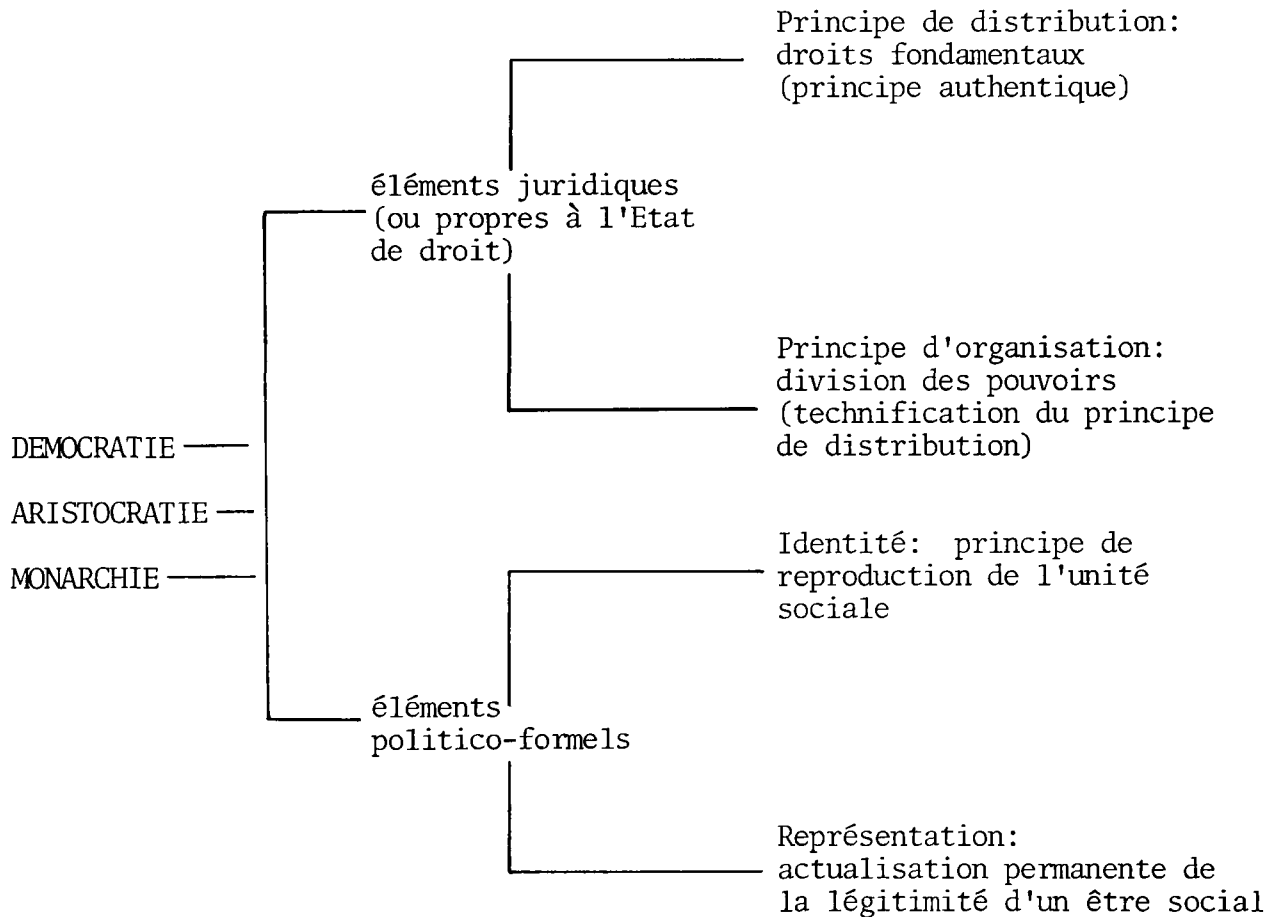 Principe de distribution:
droits fondamentaux
(principe authentique)
éléments juridiques
(ou propres à l'Etat
de droit)
Principe d'organisation:
division des pouvoirs
(technification du principe
de distribution)
DEMOCRATIE
ARISTOCRATIE
MONARCHIE
Identité: principe de
reproduction de l'unité
sociale
éléments
politico-formels
Représentation:
actualisation permanente de
la légitimité d'un être social